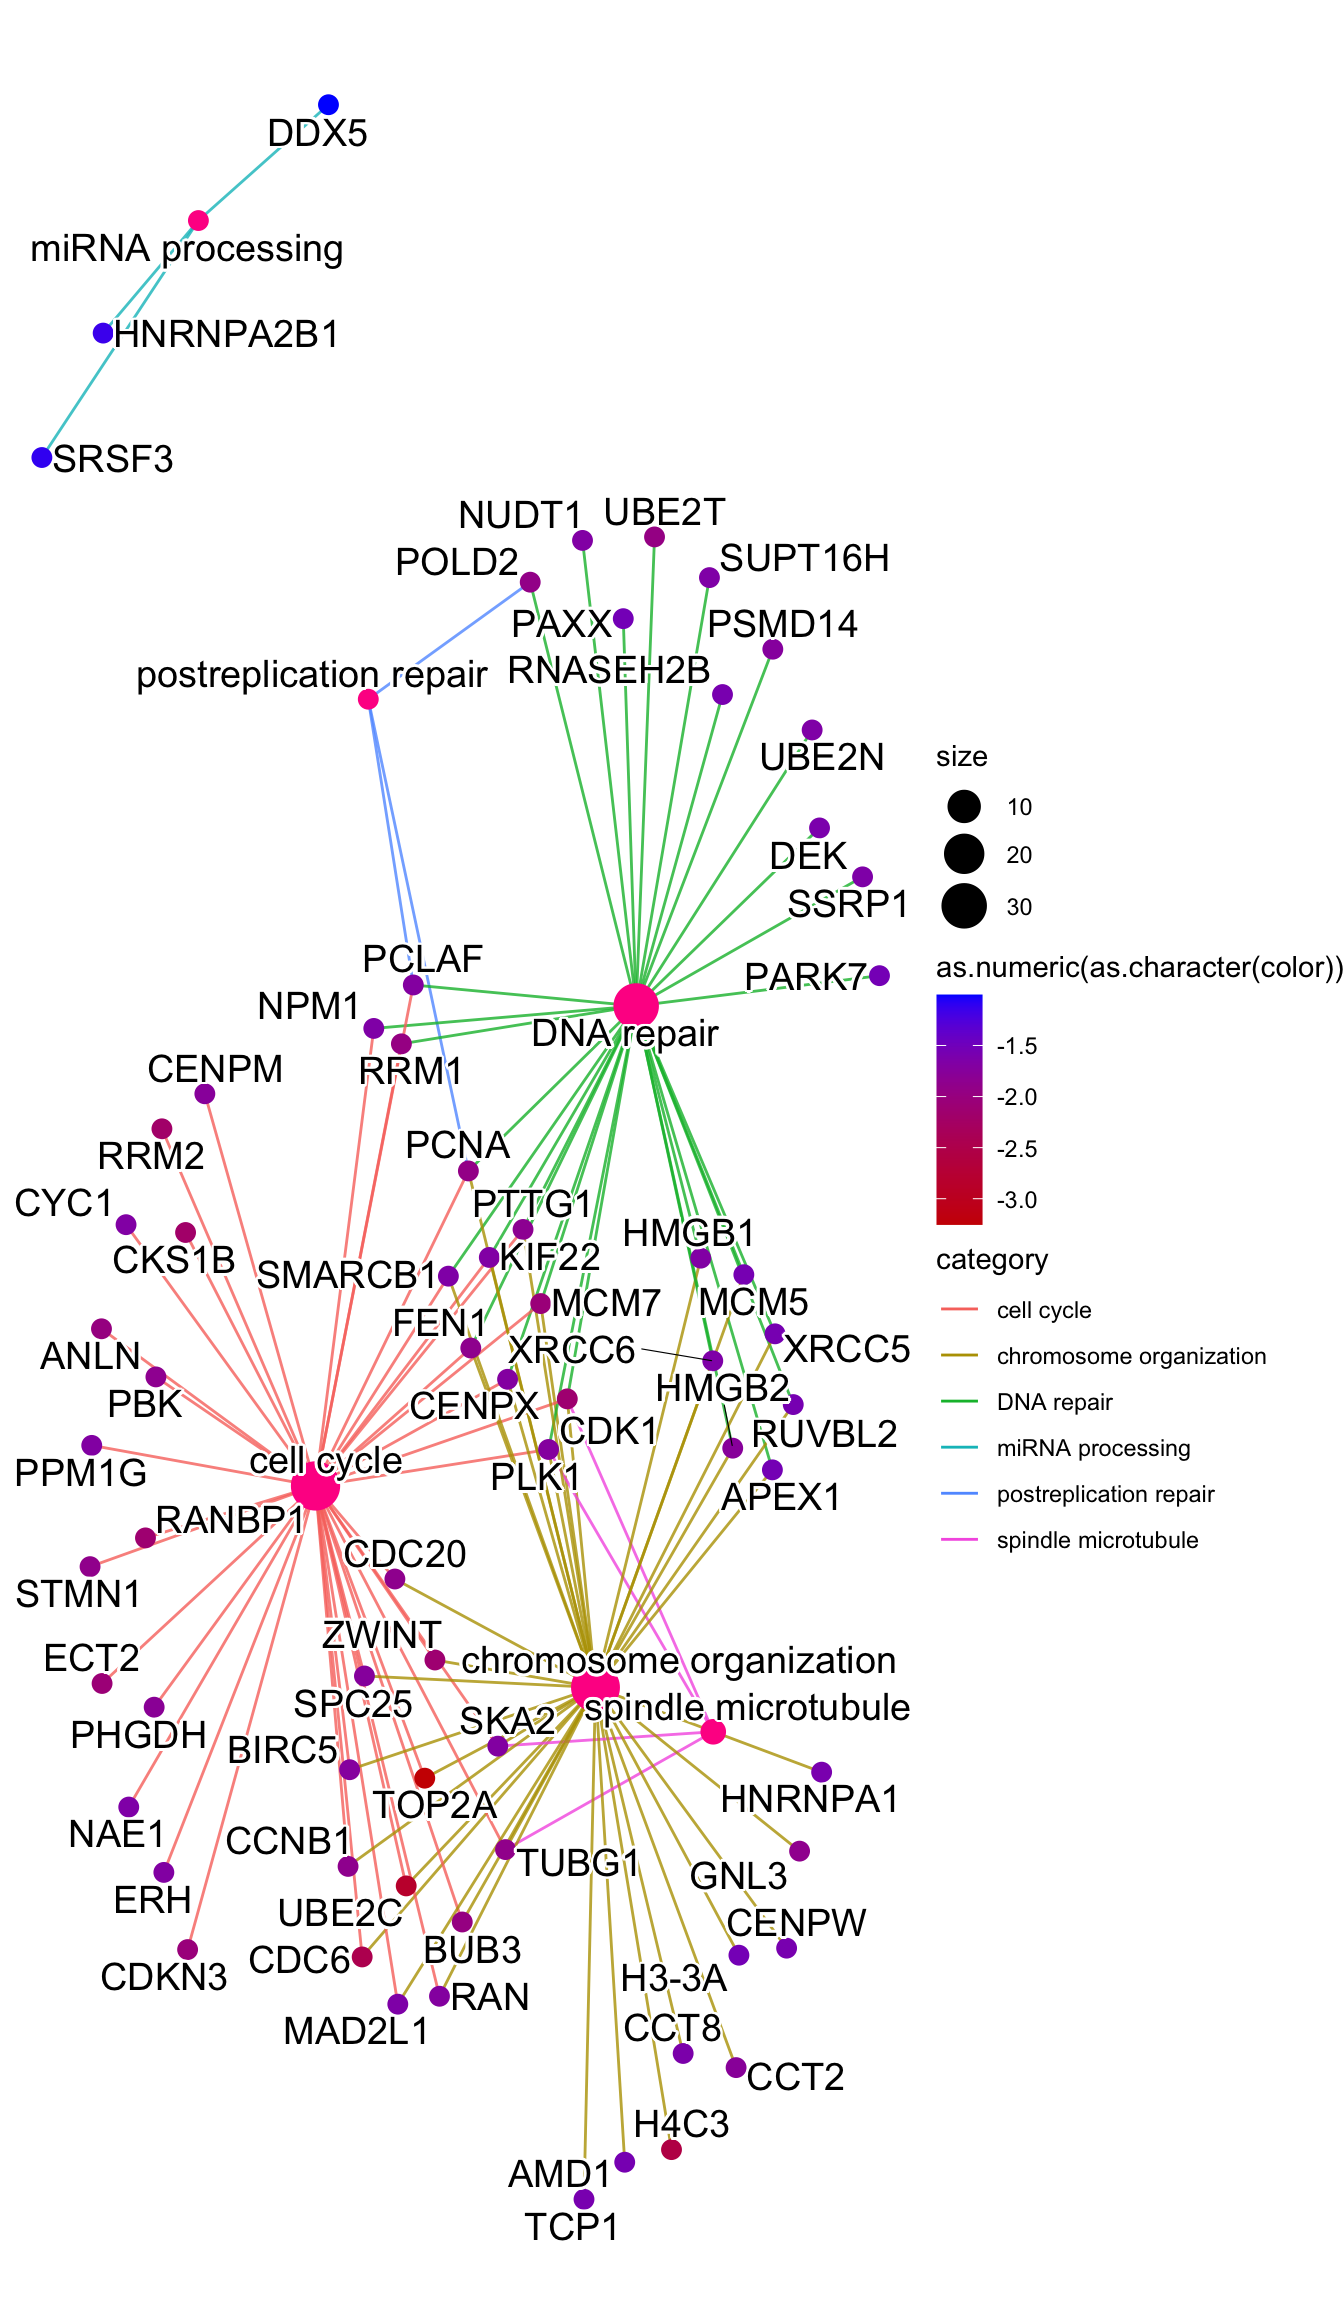 DDX5
miRNA processing
HNRNPA2B1
SRSF3
NUDT1
UBE2T
POLD2
SUPT16H
PAXX
PSMD14
postreplication repair
RNASEH2B
UBE2N
DEK
SSRP1
PCLAF
PARK7
NPM1
DNA repair
RRM1
CENPM
PCNA
RRM2
CYC1
PTTG1
HMGB1
CKS1B
KIF22
SMARCB1
MCM7
MCM5
FEN1
XRCC6
XRCC5
ANLN
HMGB2
PBK
CENPX
CDK1
RUVBL2
cell cycle
PPM1G
PLK1
APEX1
RANBP1
CDC20
STMN1
ZWINT
ECT2
chromosome organization
SPC25
spindle microtubule
SKA2
PHGDH
BIRC5
HNRNPA1
TOP2A
NAE1
CCNB1
TUBG1
GNL3
ERH
UBE2C
CENPW
CDC6
BUB3
CDKN3
H3-3A
RAN
MAD2L1
CCT8
CCT2
H4C3
AMD1
TCP1
size
10
20
30
as.numeric(as.character(color))
-1.5
-2.0
-2.5
-3.0
category
cell cycle
chromosome organization
DNA repair
miRNA processing
postreplication repair
spindle microtubule